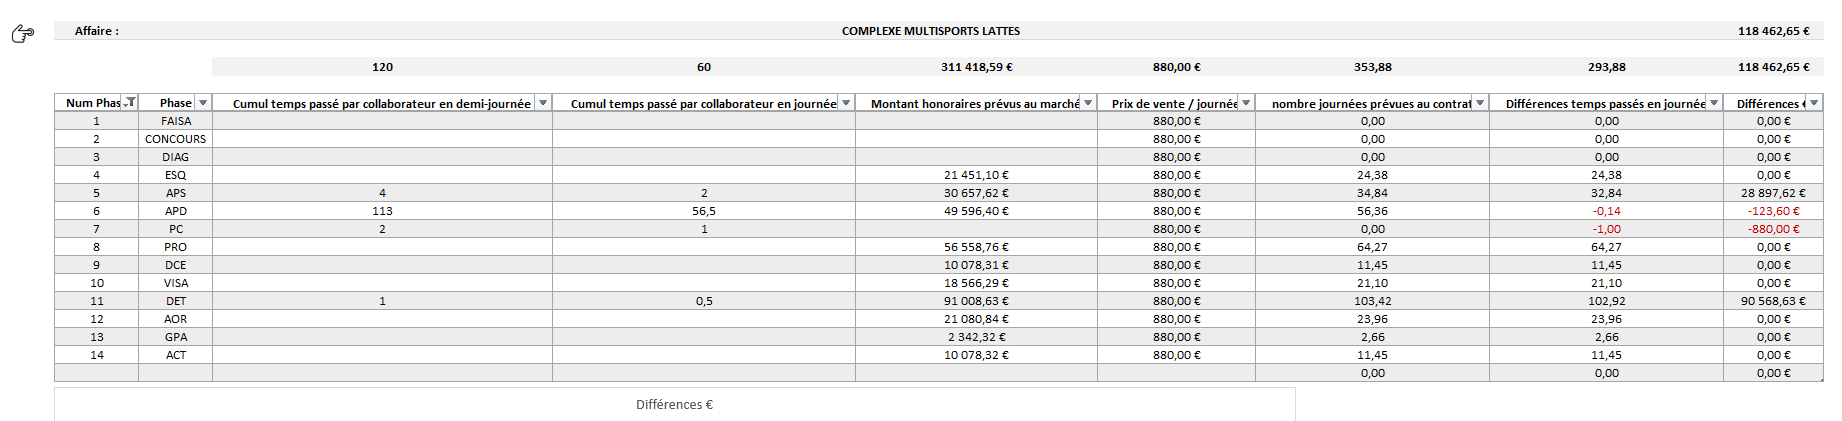 Affaire : COMPLEXE MULTISPORTS LATTES 118 462,65 €
120 60 311 418,59 € 880,00 € 353,88 293,88 118 462,65 €
Num Phas Phase Cumul temps passé par collaborateur en demi-journée Cumul temps passé par collaborateur en journée Montant honoraires prévus au marché Prix de vente / journée nombre journées prévues au contrat Différences temps passés en journée Différences
1 FAISA 880,00 € 0,00 0,00 0,00 €
2 CONCOURS 880,00 € 0,00 0,00 0,00 €
3 DIAG 880,00 € 0,00 0,00 0,00 €
4 ESQ 21 451,10 € 880,00 € 24,38 24,38 0,00 €
5 APS 4 2 30 657,62 € 880,00 € 34,84 32,84 28 897,62 €
6 APD 113 56,5 49 596,40 € 880,00 € 56,36 -0,14 -123,60 €
7 PC 2 1 880,00 € 0,00 -1,00 -880,00 €
8 PRO 56 558,76 € 880,00 € 64,27 64,27 0,00 €
9 DCE 10 078,31 € 880,00 € 11,45 11,45 0,00 €
10 VISA 18 566,29 € 880,00 € 21,10 21,10 0,00 €
11 DET 1 0,5 91 008,63 € 880,00 € 103,42 102,92 90 568,63 €
12 AOR 21 080,84 € 880,00 € 23,96 23,96 0,00 €
13 GPA 2 342,32 € 880,00 € 2,66 2,66 0,00 €
14 ACT 10 078,32 € 880,00 € 11,45 11,45 0,00 €
0,00 0,00 0,00 €
Différences €